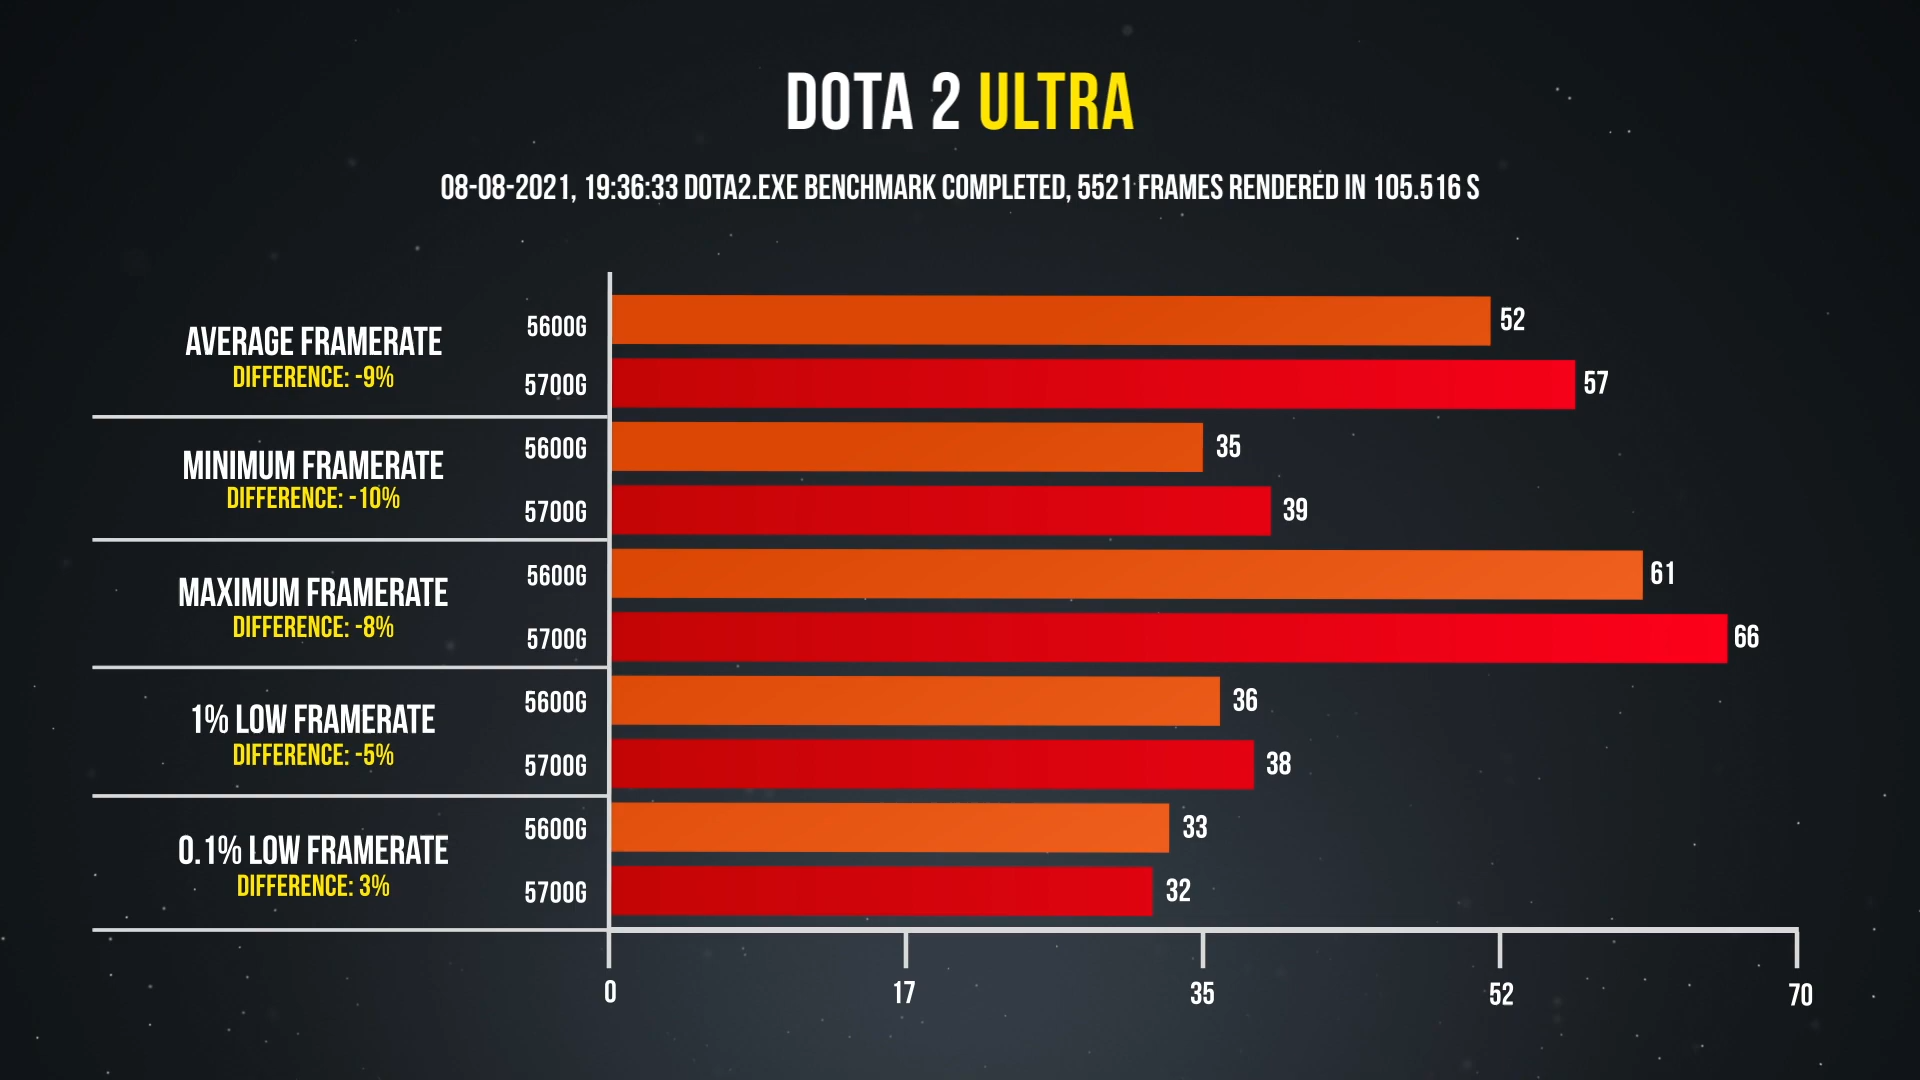 DOTA 2 ULTRA
08-08-2021, 19:36:33 DOTA2.EXE BENCHMARK COMPLETED, 5521 FRAMES RENDERED IN 105.516 S
AVERAGE FRAMERATE
DIFFERENCE: -9%
5600G
52
5700G
57
MINIMUM FRAMERATE
DIFFERENCE: -10%
5600G
35
5700G
39
MAXIMUM FRAMERATE
DIFFERENCE: -8%
5600G
61
5700G
66
1% LOW FRAMERATE
DIFFERENCE: -5%
5600G
36
5700G
38
0.1% LOW FRAMERATE
DIFFERENCE: 3%
5600G
33
5700G
32
0 17 35 52 70